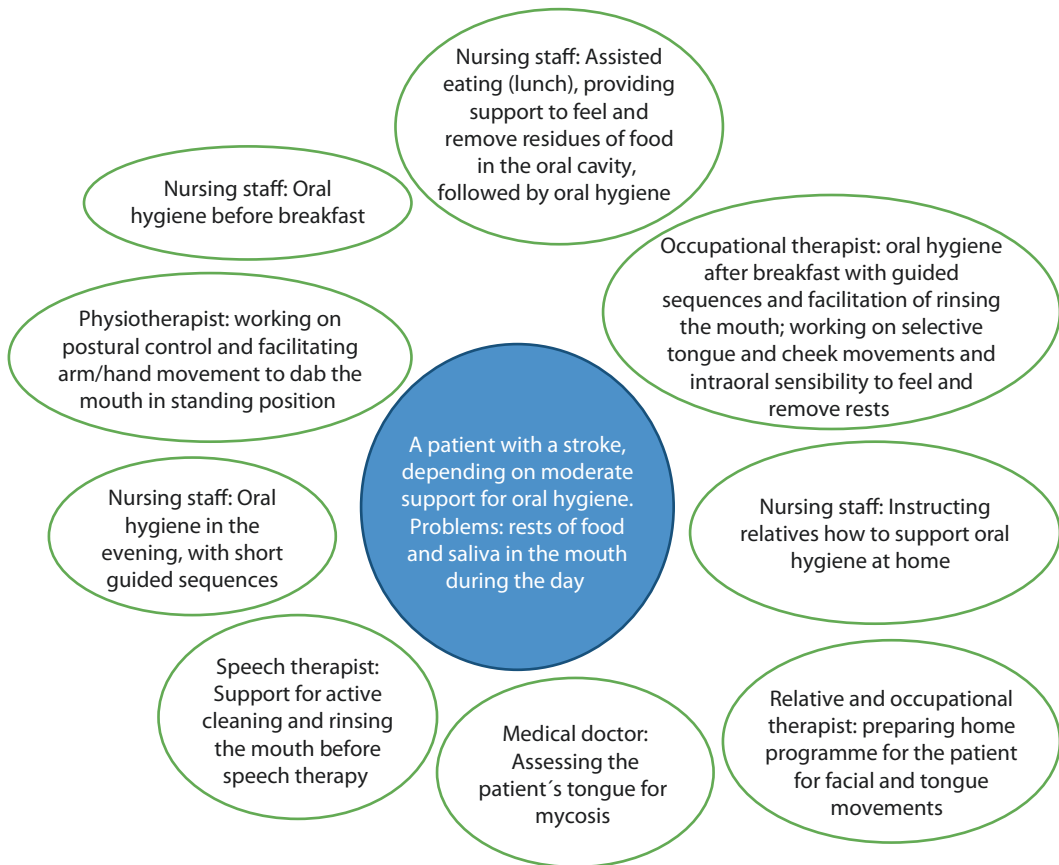 Nursing staff: Assisted
eating (lunch), providing
support to feel and
remove residues of food
in the oral cavity,
followed by oral hygiene
Nursing staff: Oral
hygiene before breakfast
Occupational therapist: oral hygiene
after breakfast with guided
sequences and facilitation of rinsing
the mouth; working on selective
tongue and cheek movements and
intraoral sensibility to feel and
remove rests
Physiotherapist: working on
postural control and facilitating
arm/hand movement to dab the
mouth in standing position
A patient with a stroke,
depending on moderate
support for oral hygiene.
Problems: rests of food
and saliva in the mouth
during the day
Nursing staff: Oral
hygiene in the
evening, with short
guided sequences
Nursing staff: Instructing
relatives how to support oral
hygiene at home
Speech therapist:
Support for active
cleaning and rinsing
the mouth before
speech therapy
Medical doctor:
Assessing the
patient´s tongue for
mycosis
Relative and occupational
therapist: preparing home
programme for the patient
for facial and tongue
movements